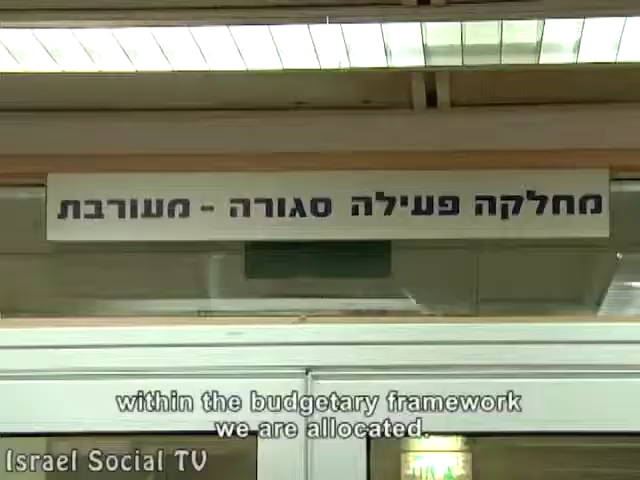 מחלקה פעילה סגורה - מעורבת
within the budgetary framework
we are allocated.
Israel Social TV